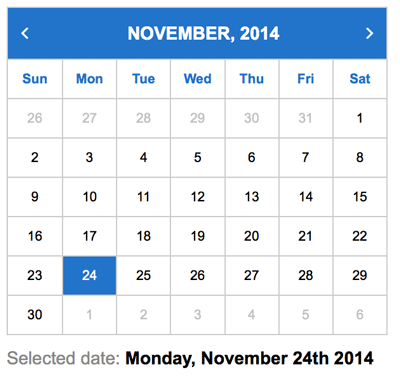 NOVEMBER, 2014
Sun Mon Tue Wed Thu Fri Sat
26 27 28 29 30 31 1
2 3 4 5 6 7 8
9 10 11 12 13 14 15
16 17 18 19 20 21 22
23 24 25 26 27 28 29
30 1 2 3 4 5 6
Selected date: Monday, November 24th 2014